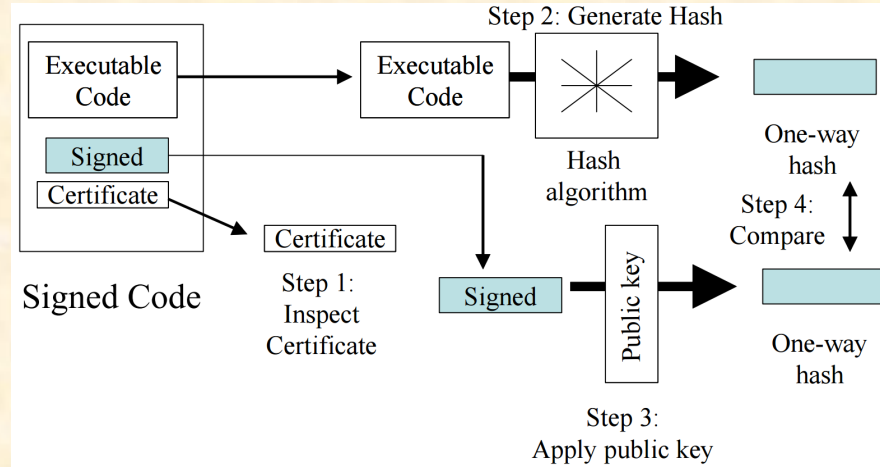 Step 2: Generate Hash
Executable
Code
Executable
Code
Signed
Certificate
Signed Code
Hash
algorithm
One-way
hash
Certificate
Step 1:
Inspect
Certificate
Signed
Public key
Step 3:
Apply public key
Step 4:
Compare
One-way
hash